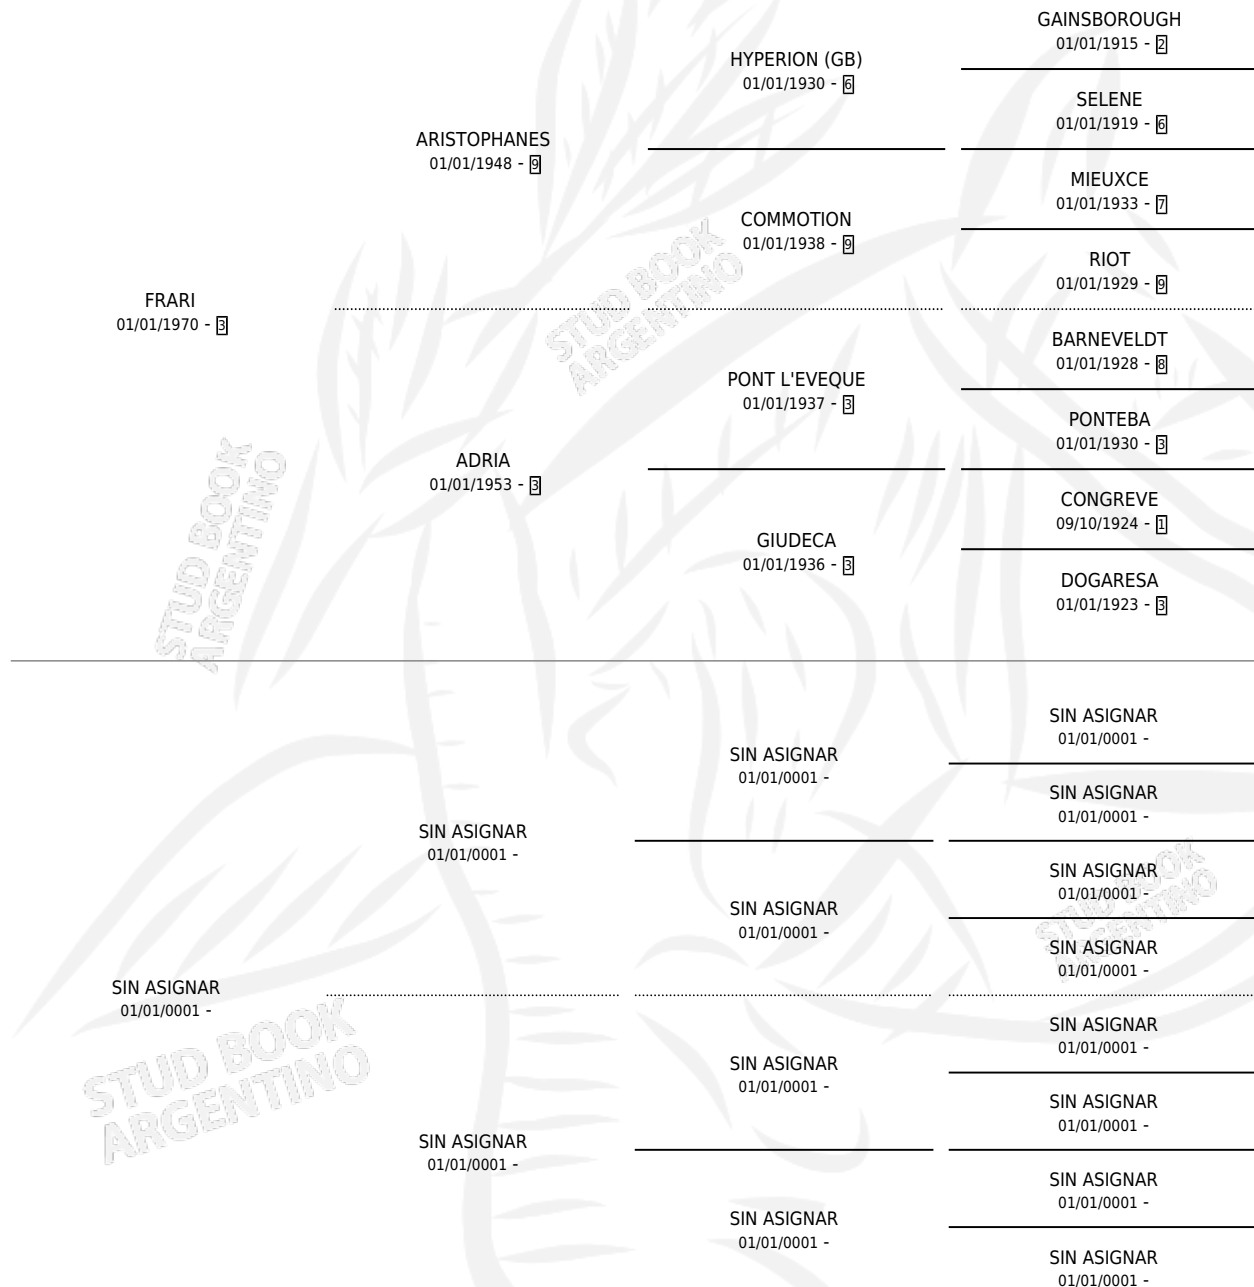 GAINSBOROUGH
01/01/1915 - 2
HYPERION (GB)
01/01/1930 - 6
SELENE
01/01/1919 - 6
ARISTOPHANES
01/01/1948 - 9
MIEUXCE
01/01/1933 - 7
COMMOTION
01/01/1938 - 9
RIOT
01/01/1929 - 9
FRARI
01/01/1970 - 3
BARNEVELDT
01/01/1928 - 8
PONT L'EVEQUE
01/01/1937 - 3
PONTEBA
01/01/1930 - 3
ADRIA
01/01/1953 - 3
CONGREVE
09/10/1924 - 1
GIUDECA
01/01/1936 - 3
DOGARESA
01/01/1923 - 3
STUD BOOK
ARGENTINO
STUD BOOK
ARGENTINO
SIN ASIGNAR
01/01/0001 -
SIN ASIGNAR
01/01/0001 -
SIN ASIGNAR
01/01/0001 -
SIN ASIGNAR
01/01/0001 -
SIN ASIGNAR
01/01/0001 -
SIN ASIGNAR
01/01/0001 -
SIN ASIGNAR
01/01/0001 -
SIN ASIGNAR
01/01/0001 -
SIN ASIGNAR
01/01/0001 -
SIN ASIGNAR
01/01/0001 -
SIN ASIGNAR
01/01/0001 -
SIN ASIGNAR
01/01/0001 -
SIN ASIGNAR
01/01/0001 -
SIN ASIGNAR
01/01/0001 -
SIN ASIGNAR
01/01/0001 -
STUD BOOK
ARGENTINO
STUD BOOK
ARGENTINO